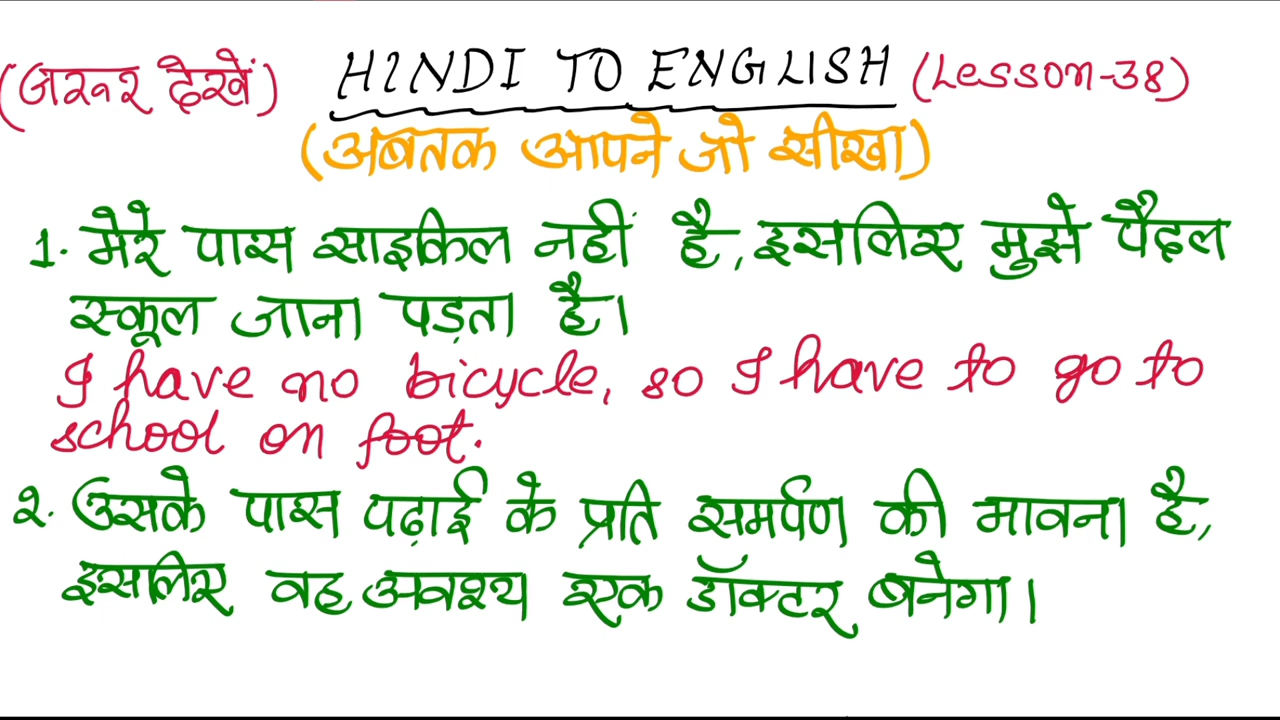 (जरूर देखें) HINDI TO ENGLISH (Lesson-38)
(अबतक आपने जो सीखा)
1. मेरे पास साइकिल नहीं है, इसलिए मुझे पैदल
स्कूल जाना पड़ता है।
I have no bicycle, so I have to go to
school on foot.
2. उसके पास पढ़ाई के प्रति समर्पण की भावना है,
इसलिए वह अवश्य एक डॉक्टर बनेगा।